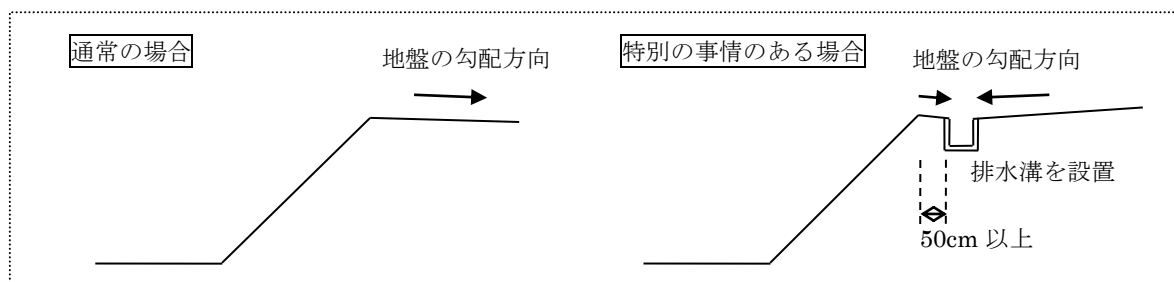 通常の場合
地盤の勾配方向
特別の事情のある場合
地盤の勾配方向
排水溝を設置
50cm 以上